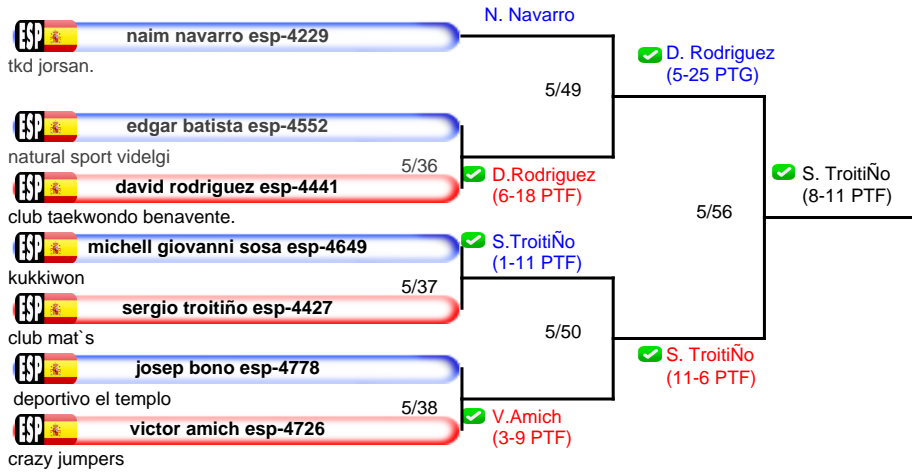 N. Navarro
ESP naim navarro esp-4229
tkd jorsan.
D. Rodriguez
(5-25 PTG)
5/49
ESP edgar batista esp-4552
natural sport videlgi
5/36
D.Rodriguez
(6-18 PTF)
ESP david rodriguez esp-4441
club taekwondo benavente.
S. TroitiÑo
(8-11 PTF)
5/56
ESP michell giovanni sosa esp-4649
kukkiwon
S.TroitiÑo
(1-11 PTF)
5/37
ESP sergio troitiño esp-4427
club mat`s
5/50
S. TroitiÑo
(11-6 PTF)
ESP josep bono esp-4778
deportivo el templo
5/38
V.Amich
(3-9 PTF)
ESP victor amich esp-4726
crazy jumpers